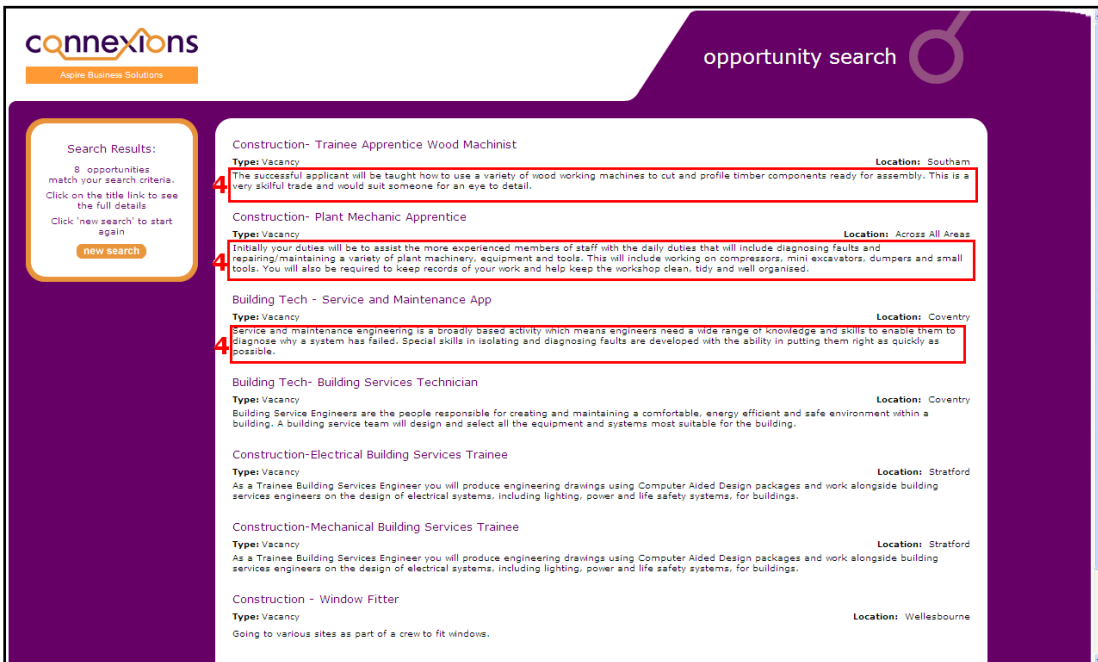 connexions
Aspire Business Solutions
opportunity search
Search Results:
8 opportunities
match your search criteria.
Click on the title link to see
the full details
Click 'new search' to start
again
new search
Construction- Trainee Apprentice Wood Machinist
Type: Vacancy Location: Southam
4 The successful applicant will be taught how to use a variety of wood working machines to cut and profile timber components ready for assembly. This is a
very skilful trade and would suit someone for an eye to detail.
Construction- Plant Mechanic Apprentice
Type: Vacancy Location: Across All Areas
4 Initially your duties will be to assist the more experienced members of staff with the daily duties that will include diagnosing faults and
repairing/maintaining a variety of plant machinery, equipment and tools. This will include working on compressors, mini excavators, dumpers and small
tools. You will also be required to keep records of your work and help keep the workshop clean, tidy and well organised.
Building Tech - Service and Maintenance App
Type: Vacancy Location: Coventry
4 Service and maintenance engineering is a broadly based activity which means engineers need a wide range of knowledge and skills to enable them to
diagnose why a system has failed. Special skills in isolating and diagnosing faults are developed with the ability in putting them right as quickly as
possible.
Building Tech- Building Services Technician
Type: Vacancy Location: Coventry
Building Service Engineers are the people responsible for creating and maintaining a comfortable, energy efficient and safe environment within a
building. A building service team will design and select all the equipment and systems most suitable for the building.
Construction-Electrical Building Services Trainee
Type: Vacancy Location: Stratford
As a Trainee Building Services Engineer you will produce engineering drawings using Computer Aided Design packages and work alongside building
services engineers on the design of electrical systems, including lighting, power and life safety systems, for buildings.
Construction-Mechanical Building Services Trainee
Type: Vacancy Location: Stratford
As a Trainee Building Services Engineer you will produce engineering drawings using Computer Aided Design packages and work alongside building
services engineers on the design of electrical systems, including lighting, power and life safety systems, for buildings.
Construction - Window Fitter
Type: Vacancy Location: Wellesbourne
Going to various sites as part of a crew to fit windows.